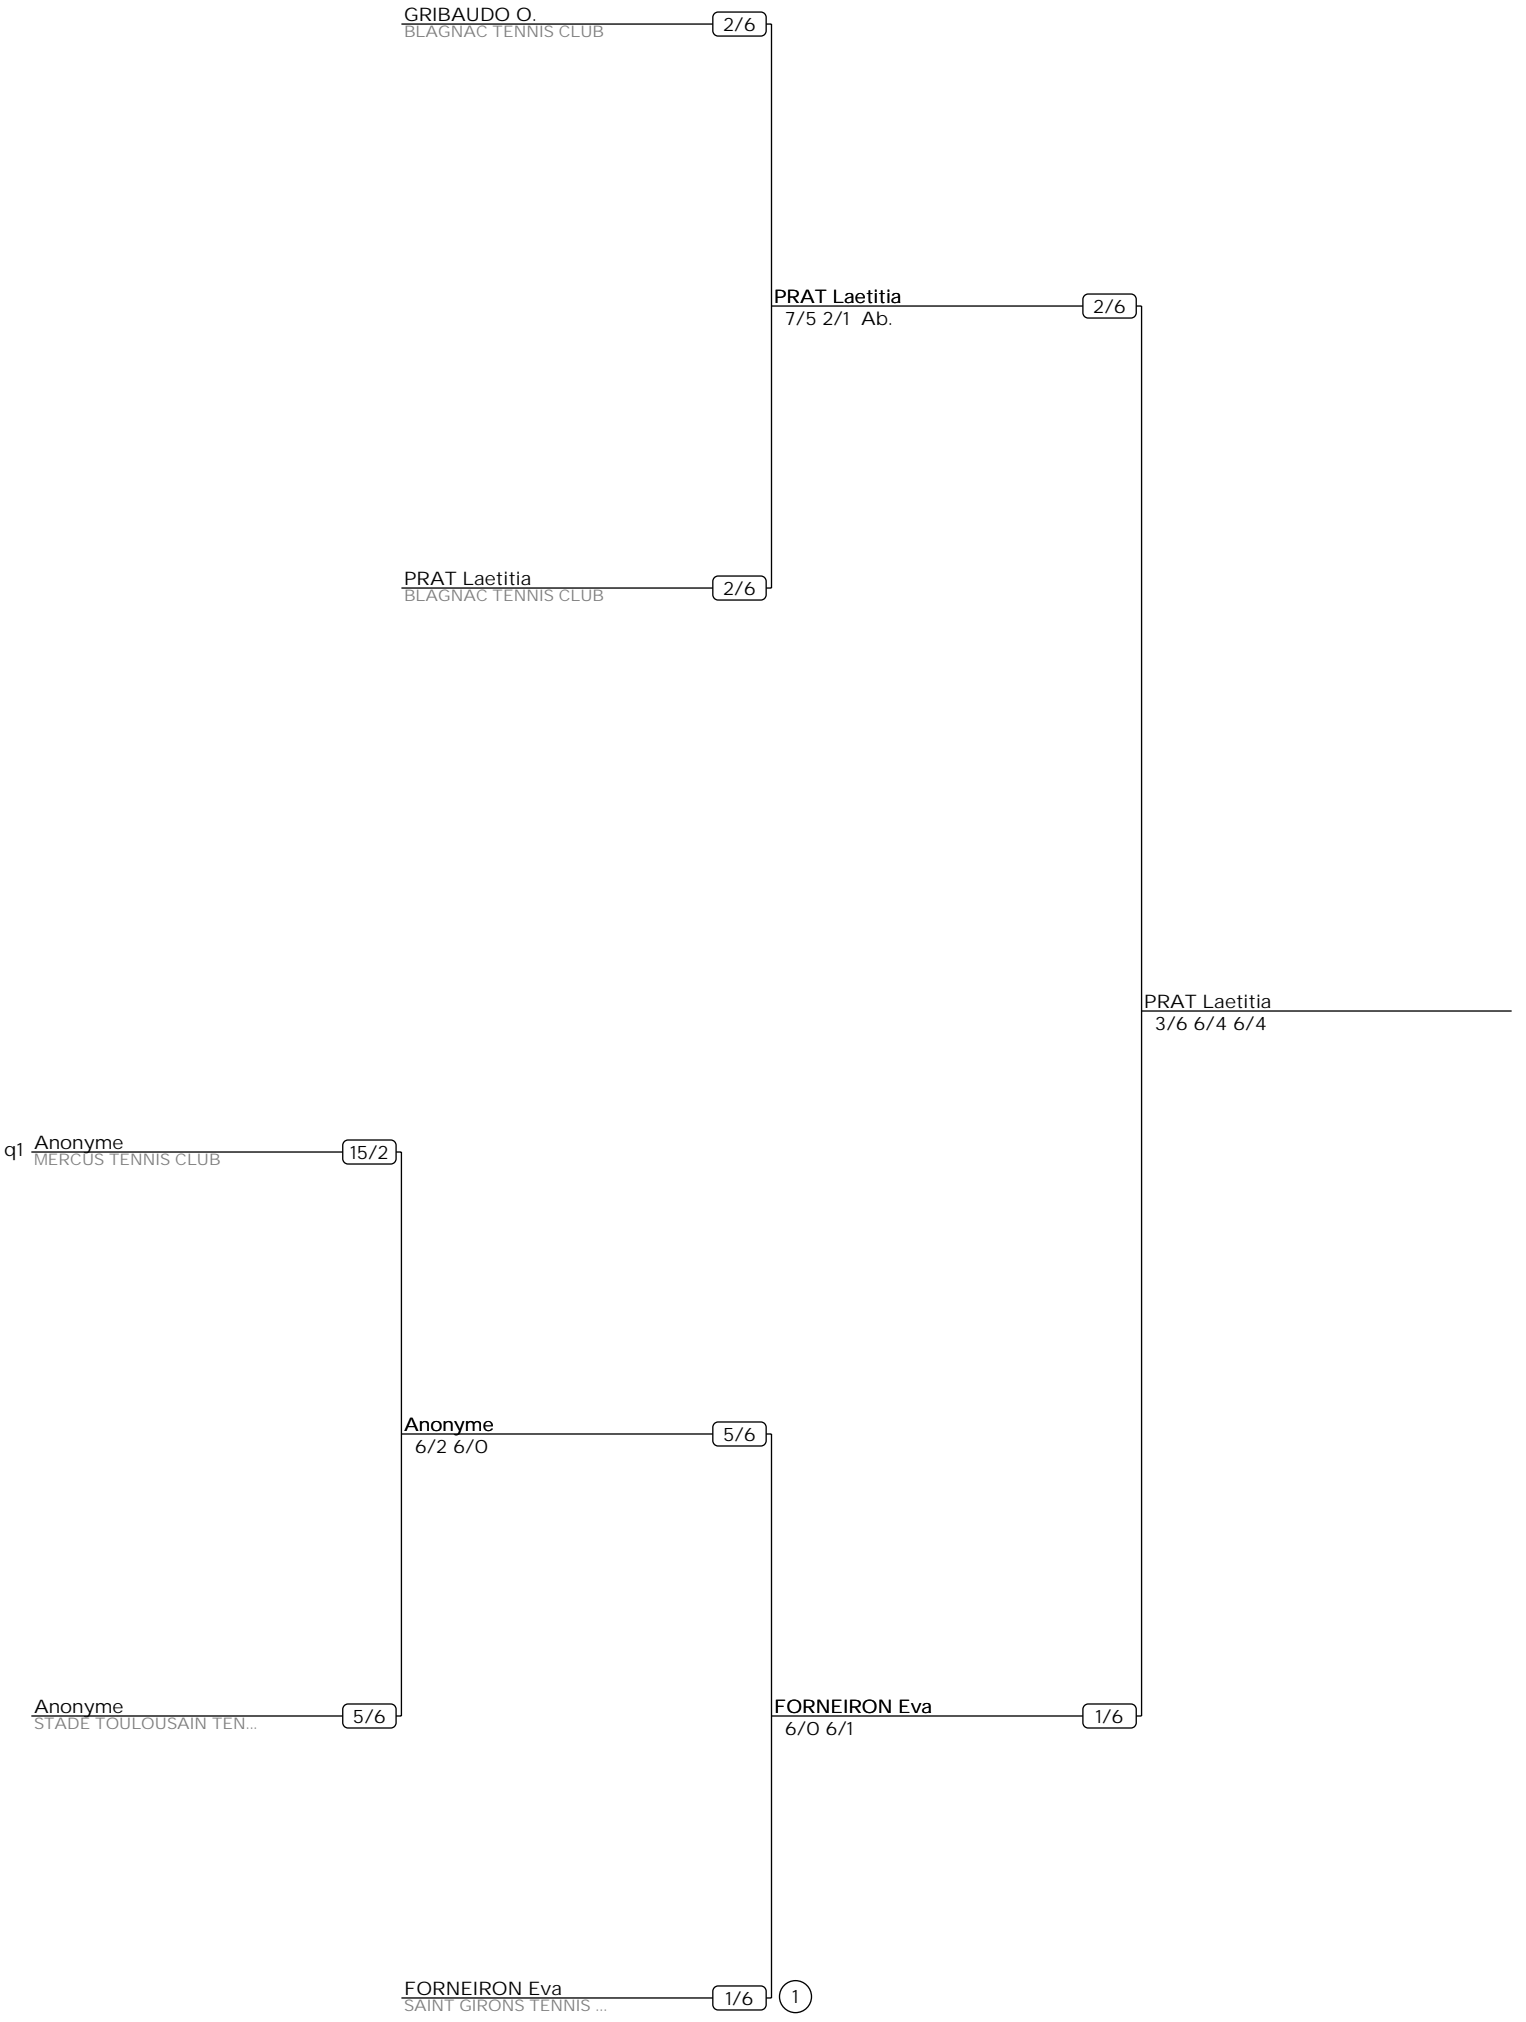 GRIBAUDO O.
BLAGNAC TENNIS CLUB
2/6
PRAT Laetitia
7/5 2/1 Ab.
2/6
PRAT Laetitia
BLAGNAC TENNIS CLUB
2/6
PRAT Laetitia
3/6 6/4 6/4
q1
Anonyme
MERCUS TENNIS CLUB
15/2
Anonyme
6/2 6/0
5/6
Anonyme
STADE TOULOUSAIN TEN...
5/6
FORNEIRON Eva
6/0 6/1
1/6
FORNEIRON Eva
SAINT GIRONS TENNIS ...
1/6
1